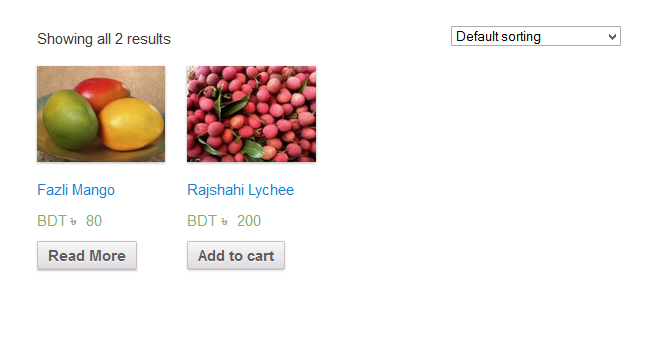 Showing all 2 results
Default sorting
Fazli Mango
BDT ৳ 80
Read More
Rajshahi Lychee
BDT ৳ 200
Add to cart